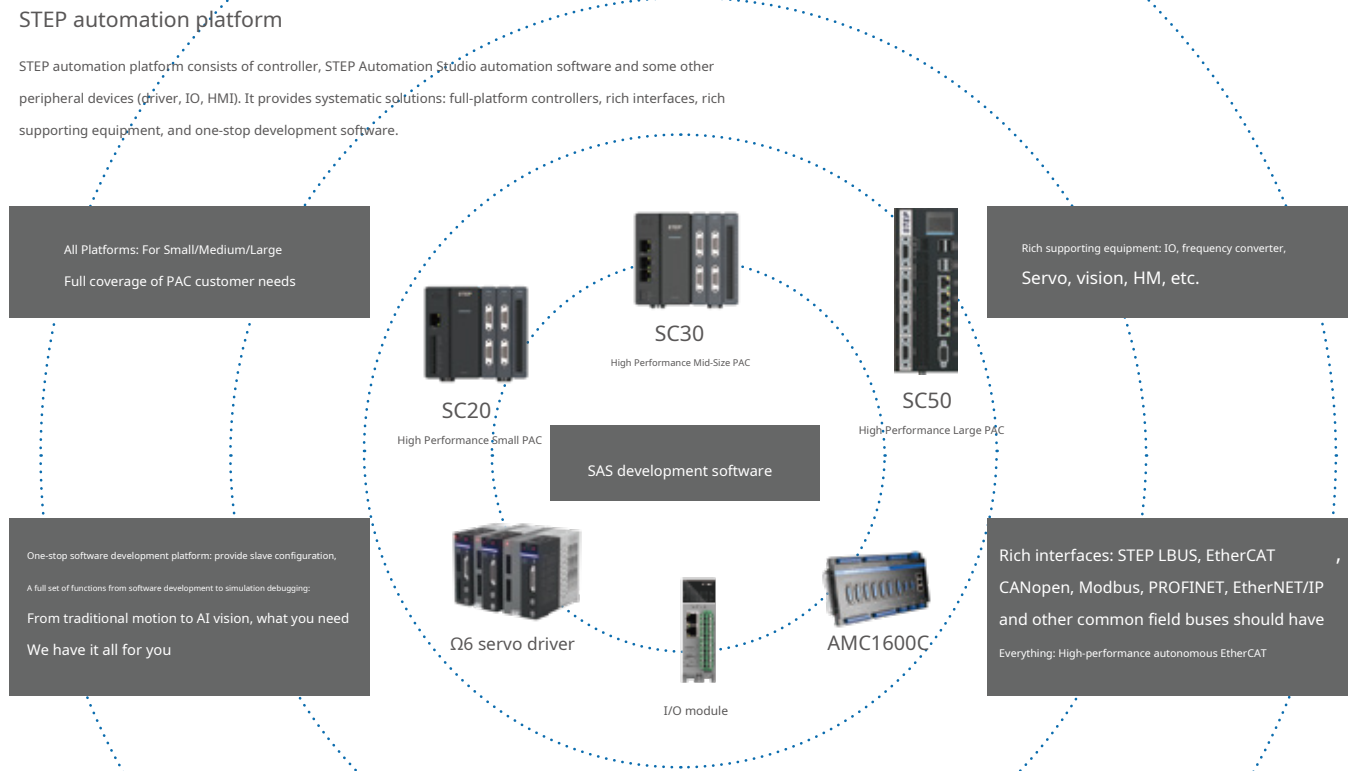 STEP automation platform
STEP automation platform consists of controller, STEP Automation Studio automation software and some other
peripheral devices (driver, IO, HMI). It provides systematic solutions: full-platform controllers, rich interfaces, rich
supporting equipment, and one-stop development software.
All Platforms: For Small/Medium/Large
Full coverage of PAC customer needs
Rich supporting equipment: IO, frequency converter,
Servo, vision, HM, etc.
STEP
STEP
STEP
SC30
High Performance Mid-Size PAC
SC20
High Performance Small PAC
SC50
High Performance Large PAC
SAS development software
One-stop software development platform: provide slave configuration,
A full set of functions from software development to simulation debugging:
From traditional motion to AI vision, what you need
We have it all for you
Rich interfaces: STEP LBUS, EtherCAT ,
CANopen, Modbus, PROFINET, EtherNET/IP
and other common field buses should have
Everything: High-performance autonomous EtherCAT
Ω6 servo driver
AMC1600C
I/O module